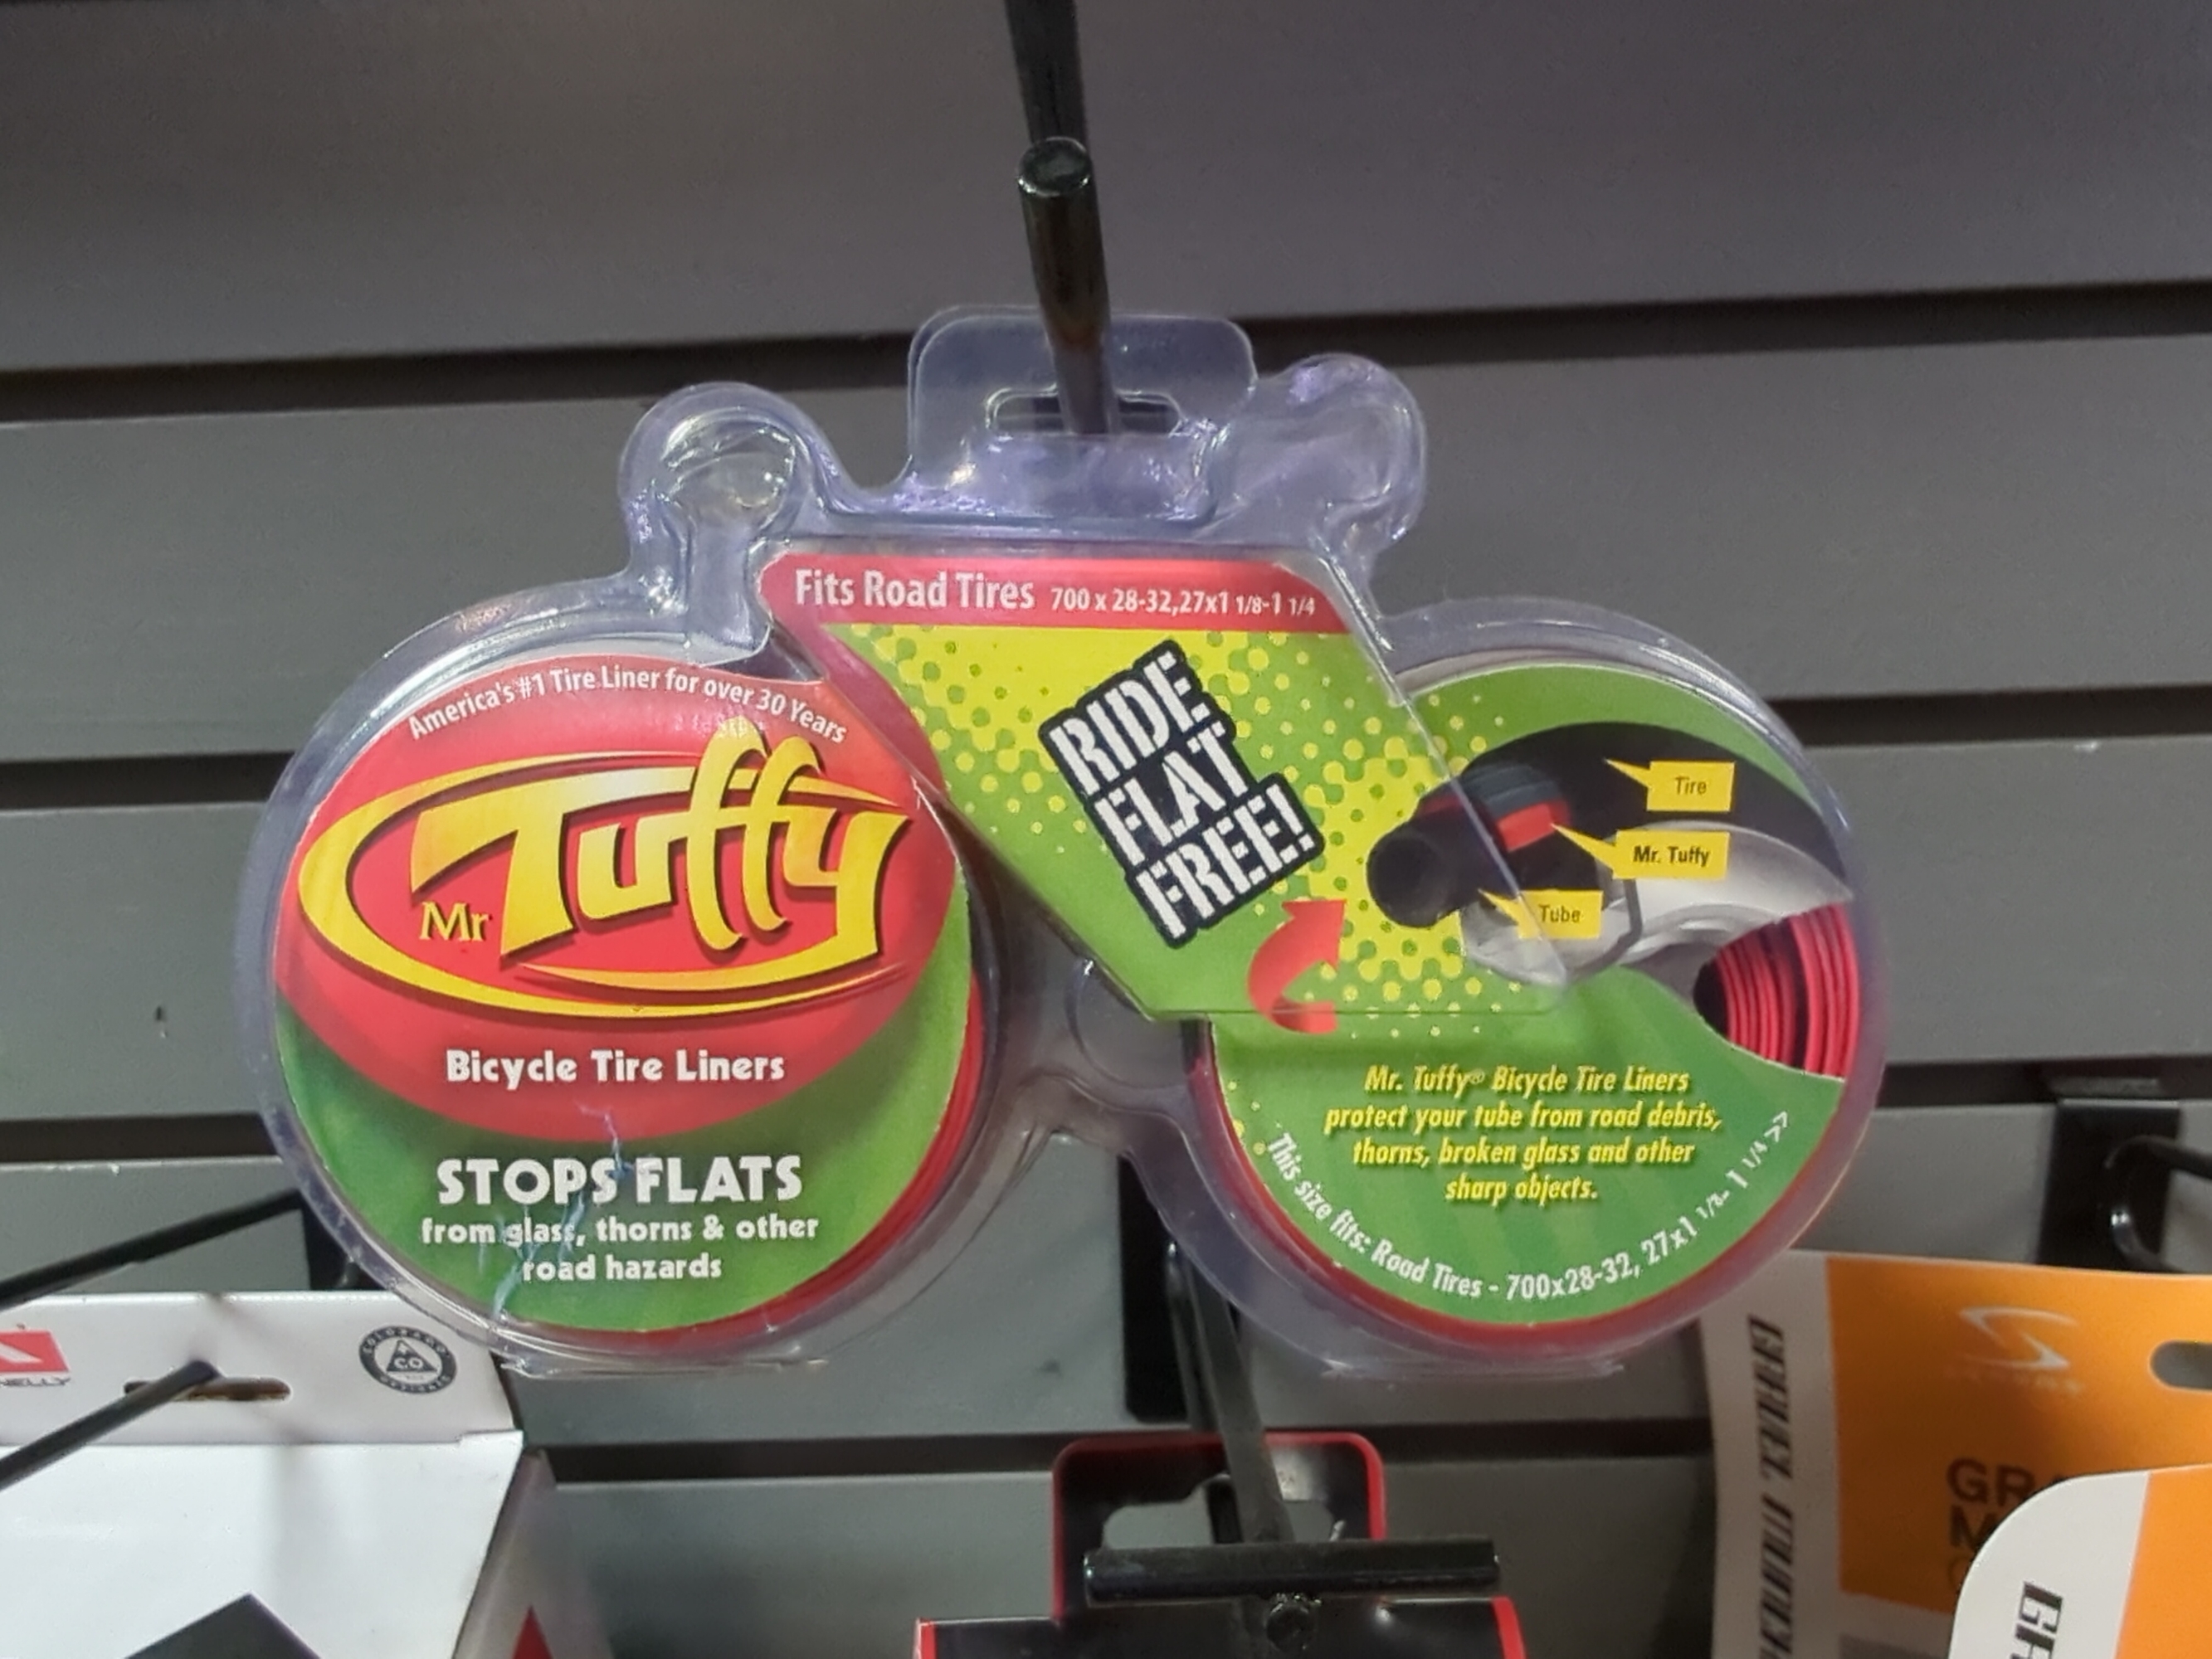 Fits Road Tires 700 x 28-32,27x1 1/8-1 1/4
America's #1 Tire Liner for over 30 Years
Mr Tuffy
Bicycle Tire Liners
STOPS FLATS
from glass, thorns & other
road hazards
RIDE
FLAT
FREE!
Tire
Mr. Tuffy
Tube
Mr. Tuffy® Bicycle Tire Liners
protect your tube from road debris,
thorns, broken glass and other
sharp objects.
This size fits: Road Tires - 700x28-32, 27x1 1/8- 1 1/4 >>
CO